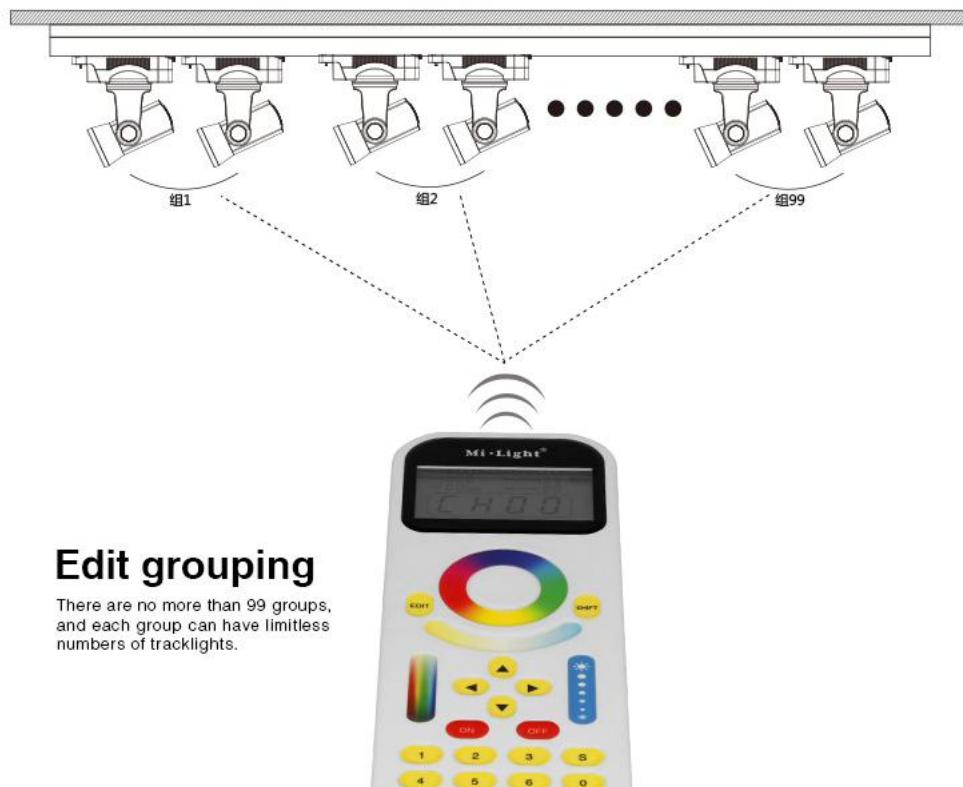 组1
组2
组99
Mi·Light®
CH00
Edit grouping
There are no more than 99 groups,
and each group can have limitless
numbers of tracklights.
EDIT
SHIFT
ON
OFF
1 2 3 S
4 5 6 0